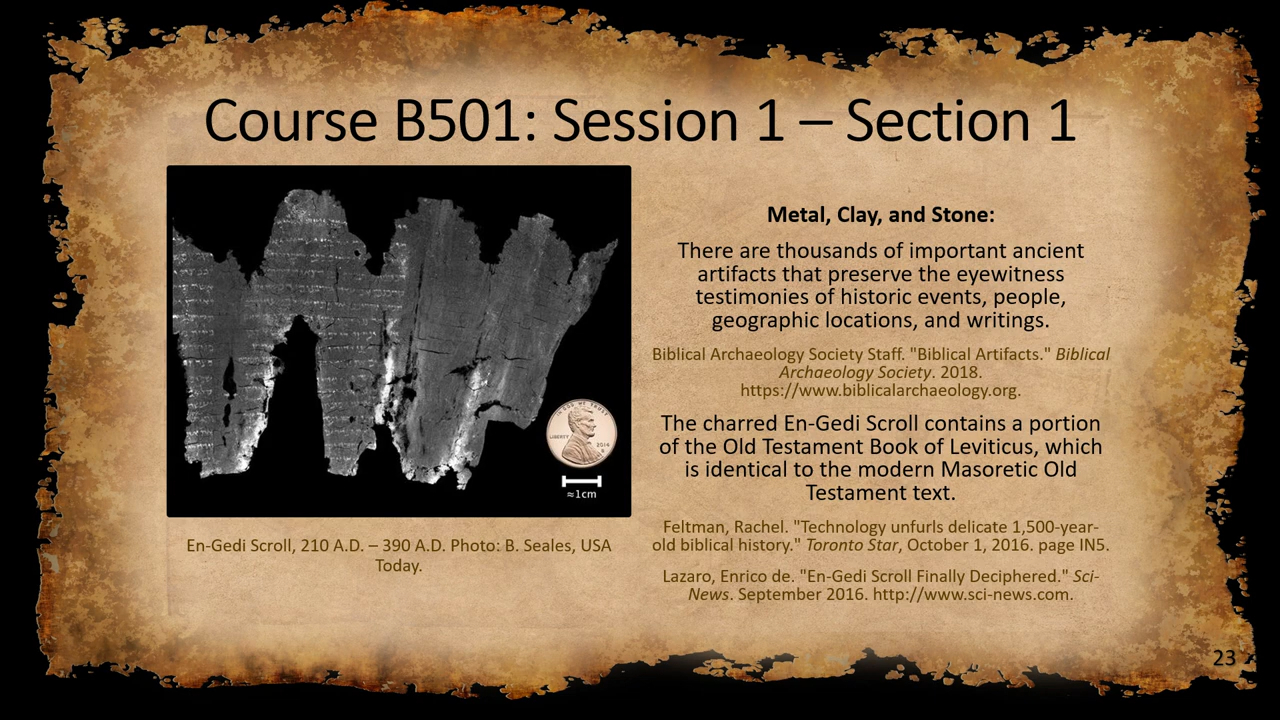 Course B501: Session 1 – Section 1
Metal, Clay, and Stone:
There are thousands of important ancient
artifacts that preserve the eyewitness
testimonies of historic events, people,
geographic locations, and writings.
Biblical Archaeology Society Staff. "Biblical Artifacts." Biblical
Archaeology Society. 2018.
https://www.biblicalarchaeology.org.
The charred En-Gedi Scroll contains a portion
of the Old Testament Book of Leviticus, which
is identical to the modern Masoretic Old
Testament text.
Feltman, Rachel. "Technology unfurls delicate 1,500-year-
old biblical history." Toronto Star, October 1, 2016. page IN5.
Lazaro, Enrico de. "En-Gedi Scroll Finally Deciphered." Sci-
News. September 2016. http://www.sci-news.com.
IN GOD WE TRUST
LIBERTY
2014
≈1cm
En-Gedi Scroll, 210 A.D. – 390 A.D. Photo: B. Seales, USA
Today.
23